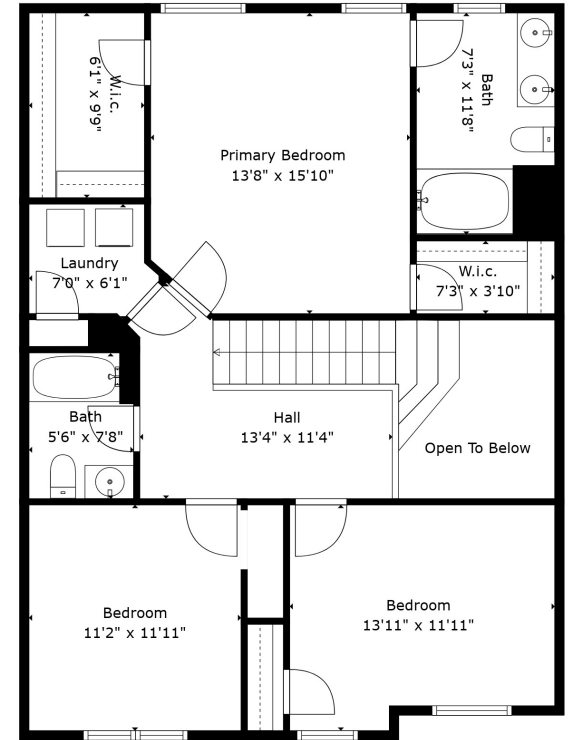 W.i.c.
6'1" x 9'9"
Primary Bedroom
13'8" x 15'10"
Bath
7'3" x 11'8"
Laundry
7'0" x 6'1"
W.i.c.
7'3" x 3'10"
Bath
5'6" x 7'8"
Hall
13'4" x 11'4"
Open To Below
Bedroom
11'2" x 11'11"
Bedroom
13'11" x 11'11"